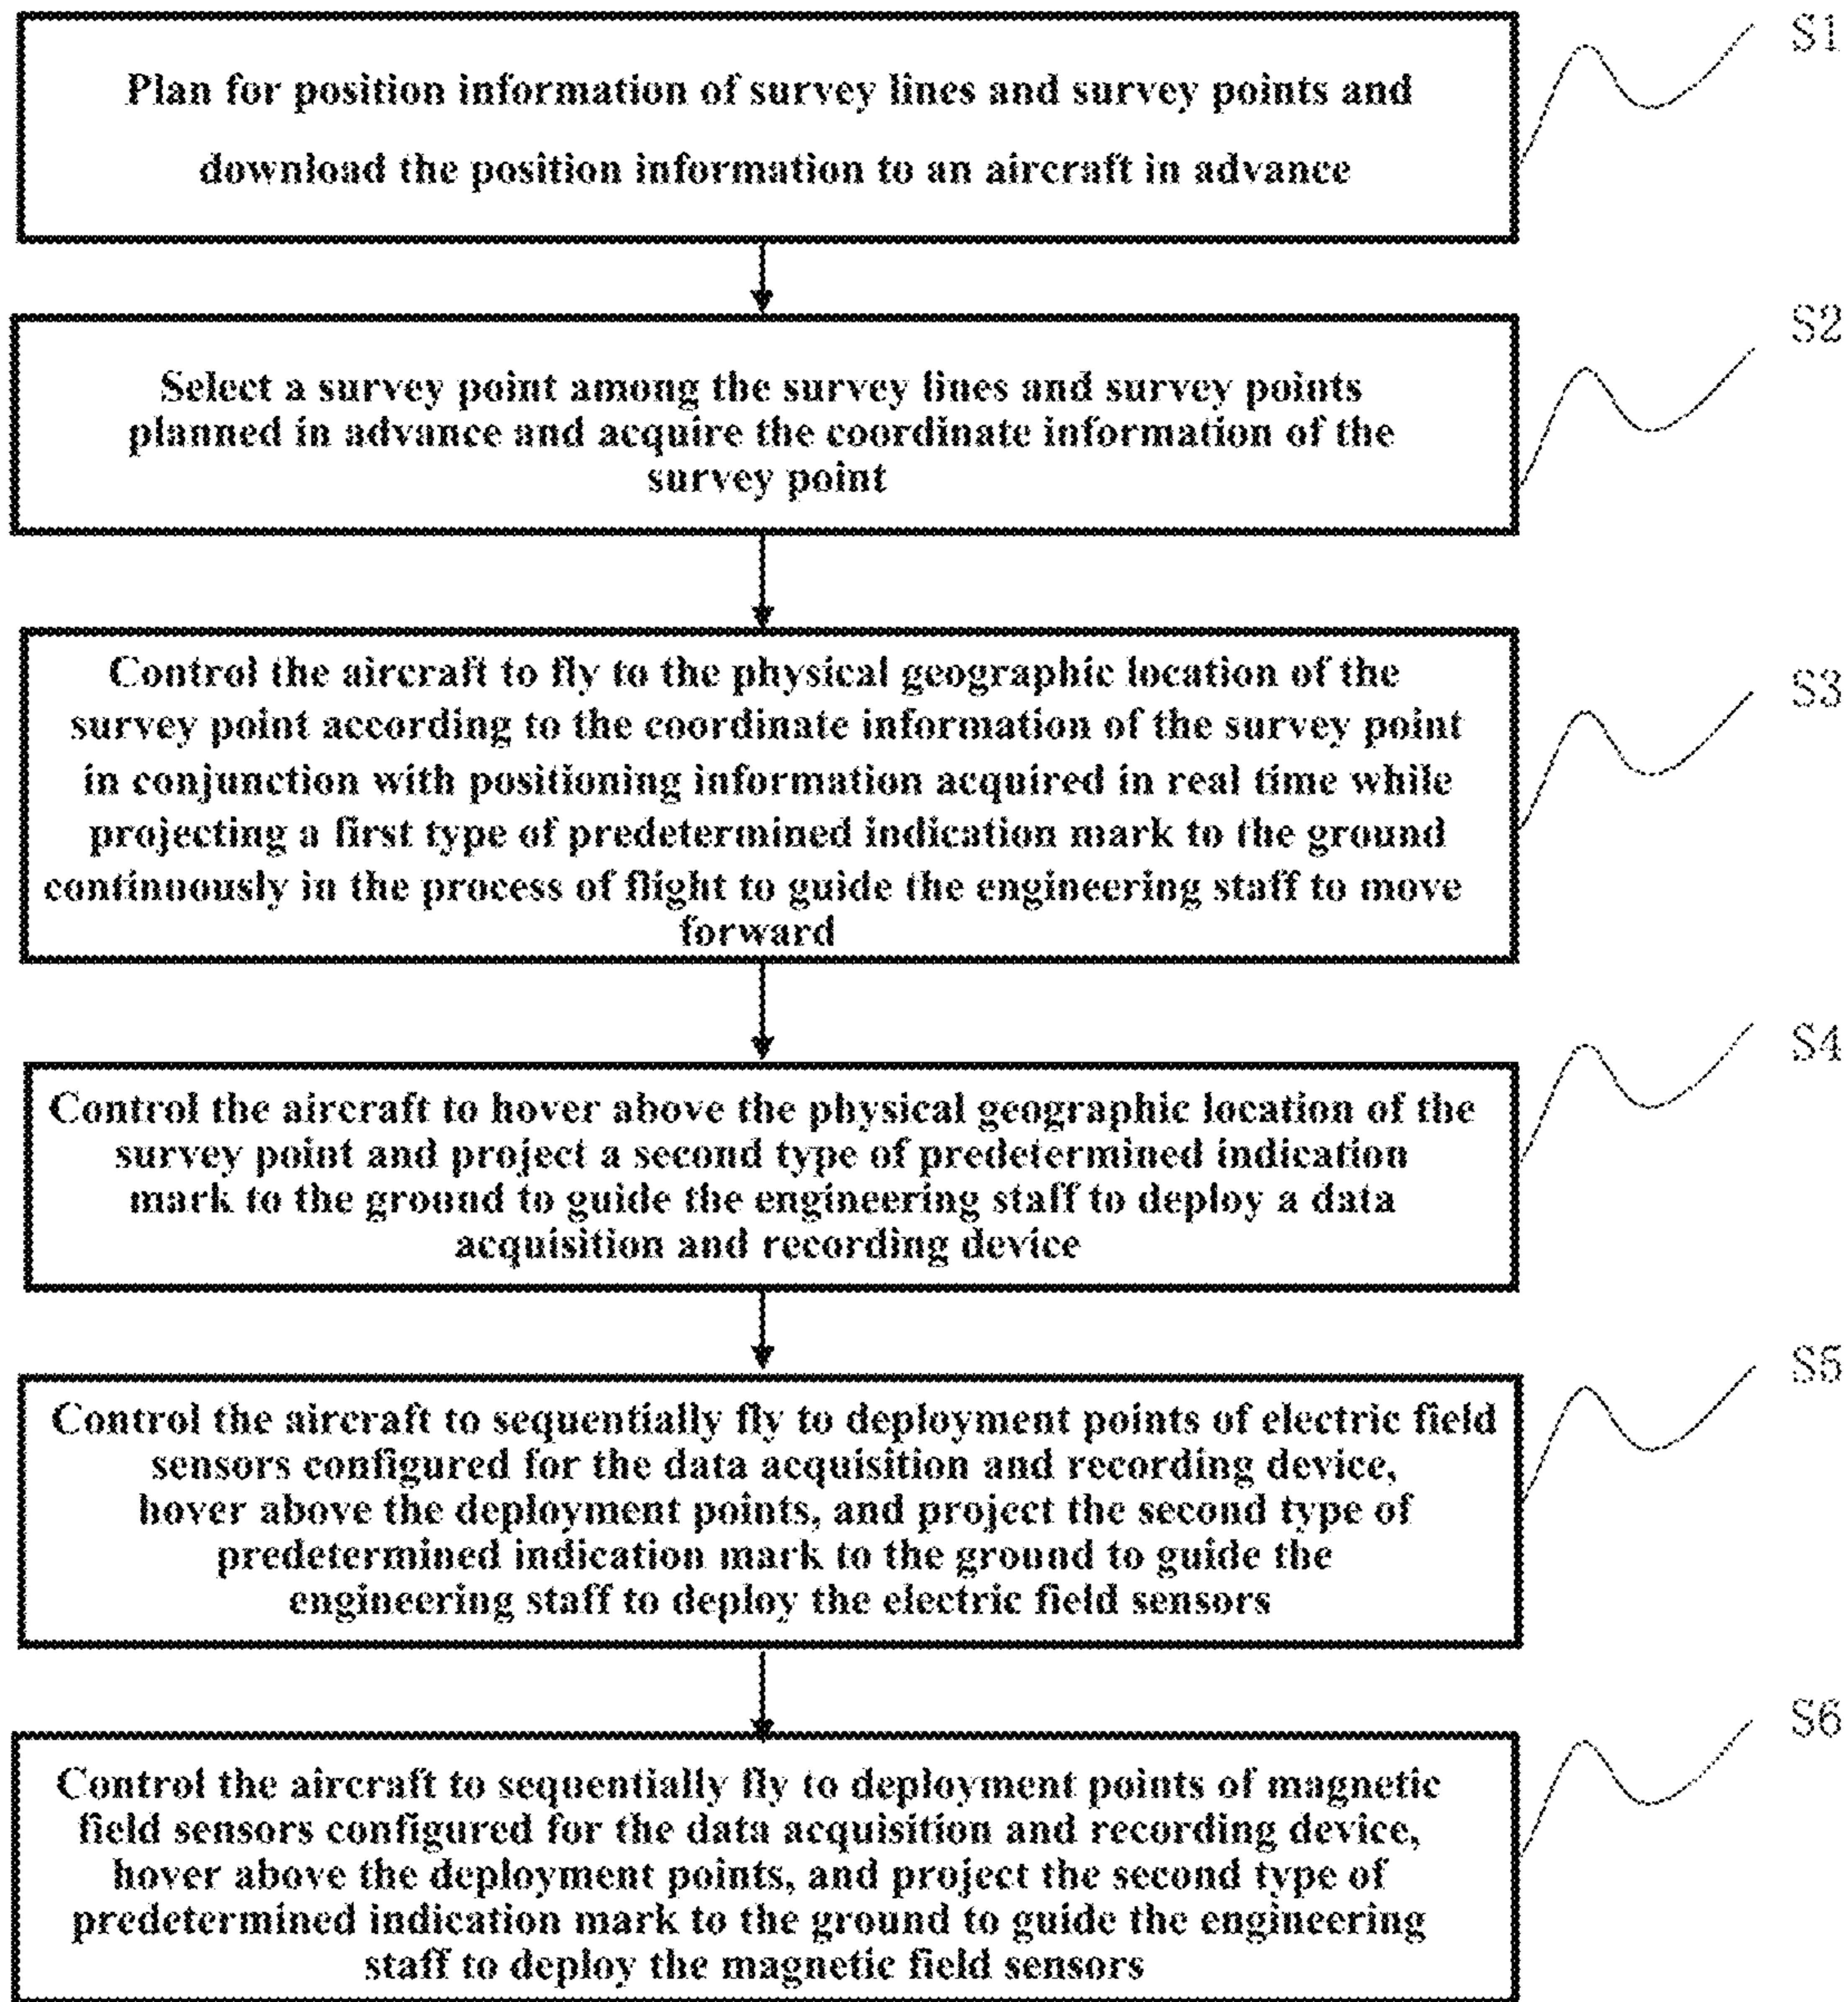 S1
Plan for position information of survey lines and survey points and
download the position information to an aircraft in advance
S2
Select a survey point among the survey lines and survey points
planned in advance and acquire the coordinate information of the
survey point
S3
Control the aircraft to fly to the physical geographic location of the
survey point according to the coordinate information of the survey point
in conjunction with positioning information acquired in real time while
projecting a first type of predetermined indication mark to the ground
continuously in the process of flight to guide the engineering staff to move
forward
S4
Control the aircraft to hover above the physical geographic location of the
survey point and project a second type of predetermined indication
mark to the ground to guide the engineering staff to deploy a data
acquisition and recording device
S5
Control the aircraft to sequentially fly to deployment points of electric field
sensors configured for the data acquisition and recording device,
hover above the deployment points, and project the second type of
predetermined indication mark to the ground to guide the
engineering staff to deploy the electric field sensors
S6
Control the aircraft to sequentially fly to deployment points of magnetic
field sensors configured for the data acquisition and recording device,
hover above the deployment points, and project the second type of
predetermined indication mark to the ground to guide the engineering
staff to deploy the magnetic field sensors